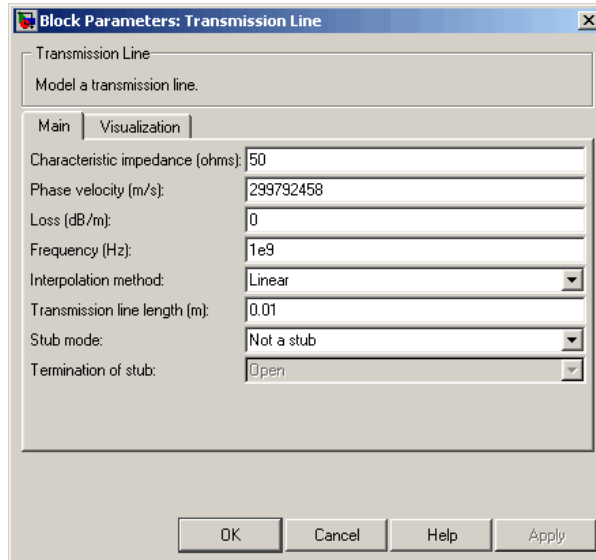 Block Parameters: Transmission Line
Transmission Line
Model a transmission line.
Main Visualization
Characteristic impedance (ohms): 50
Phase velocity (m/s): 299792458
Loss (dB/m): 0
Frequency (Hz): 1e9
Interpolation method: Linear
Transmission line length (m): 0.01
Stub mode: Not a stub
Termination of stub: Open
OK Cancel Help Apply